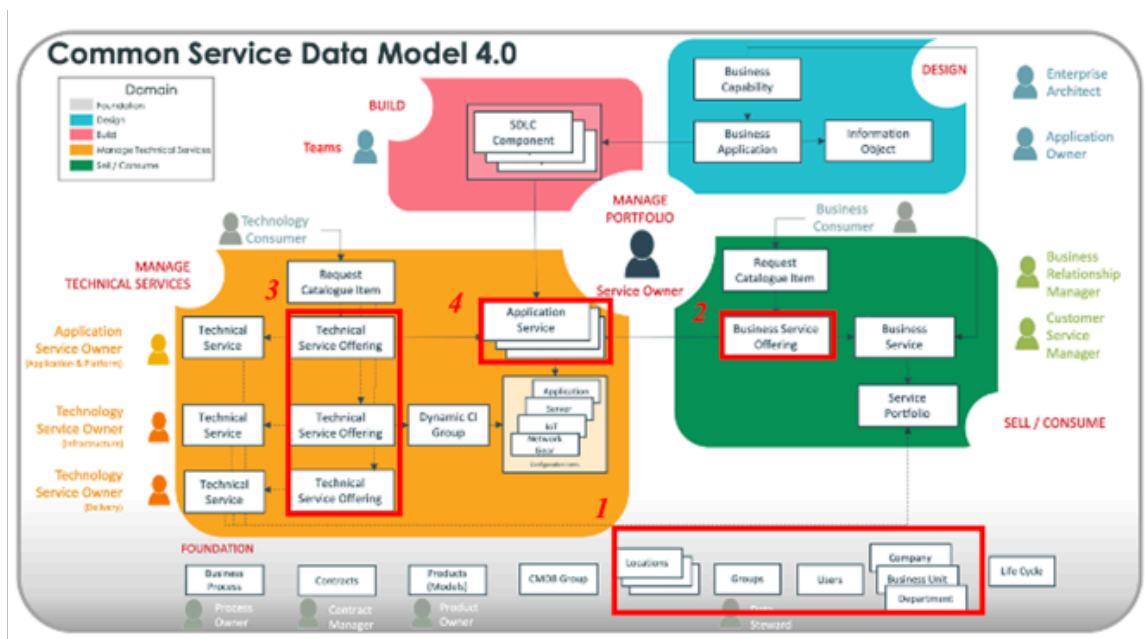 Common Service Data Model 4.0
Domain
Foundation
Design
Build
Manage Technical Services
Sell / Consume
BUILD
Teams
SDLC
Component
Business
Capability
Business
Application
Information
Object
DESIGN
Enterprise
Architect
Application
Owner
MANAGE
PORTFOLIO
Service Owner
Technology
Consumer
Business
Consumer
MANAGE
TECHNICAL SERVICES
3
Request
Catalogue Item
4
Application
Service
2
Request
Catalogue Item
Business
Relationship
Manager
Application
Service Owner
(Application & Platform)
Technical
Service
Technical
Service Offering
Business Service
Offering
Business
Service
Customer
Service
Manager
Application
Server
IoT
Network
Gear
Configuration Items
Technology
Service Owner
(Infrastructure)
Technical
Service
Technical
Service Offering
Dynamic CI
Group
Service
Portfolio
SELL / CONSUME
Technology
Service Owner
(Delivery)
Technical
Service
Technical
Service Offering
1
FOUNDATION
Business
Process
Contracts
Products
(Models)
CMDB Group
Locations
Groups
Users
Company
Business Unit
Department
Life Cycle
Process
Owner
Contract
Manager
Product
Owner
Data
Steward